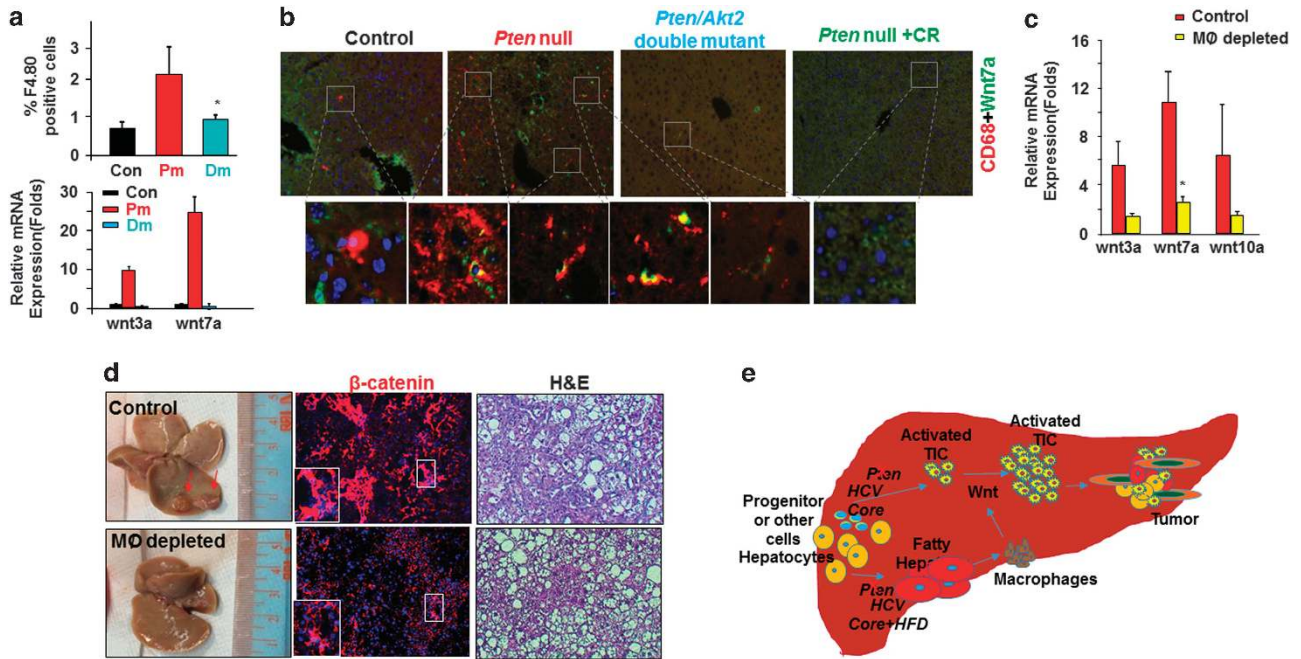 a
% F4.80
positive cells
3
2
1
0
Con
Pm
Dm
*
Relative mRNA
Expression(Folds)
30
25
20
10
0
Con
Pm
Dm
wnt3a
wnt7a
b
Control
Pten null
Pten/Akt2
double mutant
Pten null +CR
CD68+Wnt7a
c
Control
MØ depleted
Relative mRNA
Expression(Folds)
16
12
8
4
0
*
wnt3a
wnt7a
wnt10a
d
β-catenin
H&E
Control
MØ depleted
e
Activated
TIC
Activated
TIC
Pten
HCV
Core
Wnt
Progenitor
or other
cells
Hepatocytes
Fatty
Tumor
Macrophages
Pten
HCV
Core+HFD